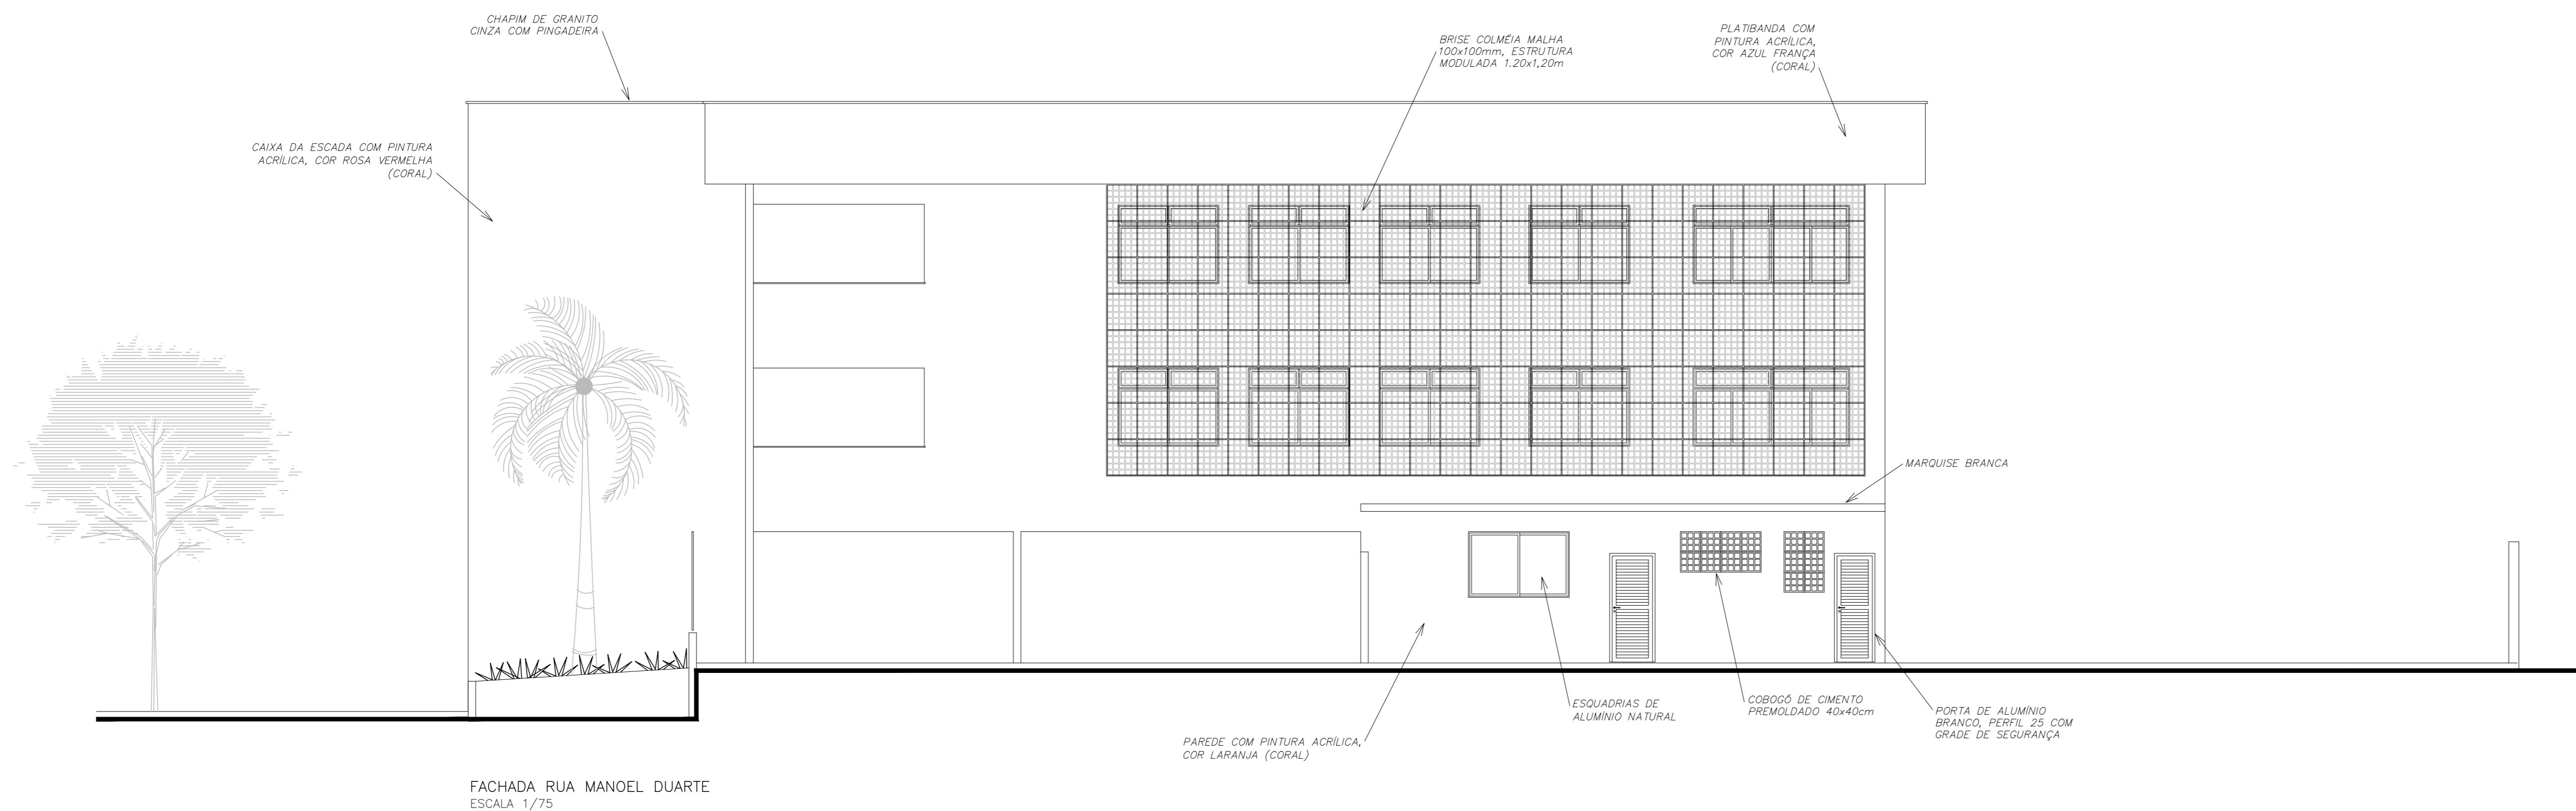 CHAPIM DE GRANITO
CINZA COM PINGADEIRA
BRISE COLMÉIA MALHA
100x100mm, ESTRUTURA
MODULADA 1.20x1,20m
PLATIBANDA COM
PINTURA ACRÍLICA,
COR AZUL FRANÇA
(CORAL)
CAIXA DA ESCADA COM PINTURA
ACRÍLICA, COR ROSA VERMELHA
(CORAL)
MARQUISE BRANCA
ESQUADRIAS DE
ALUMÍNIO NATURAL
COBOGÓ DE CIMENTO
PREMOLDADO 40x40cm
PORTA DE ALUMÍNIO
BRANCO, PERFIL 25 COM
GRADE DE SEGURANÇA
PAREDE COM PINTURA ACRÍLICA,
COR LARANJA (CORAL)
FACHADA RUA MANOEL DUARTE
ESCALA 1/75